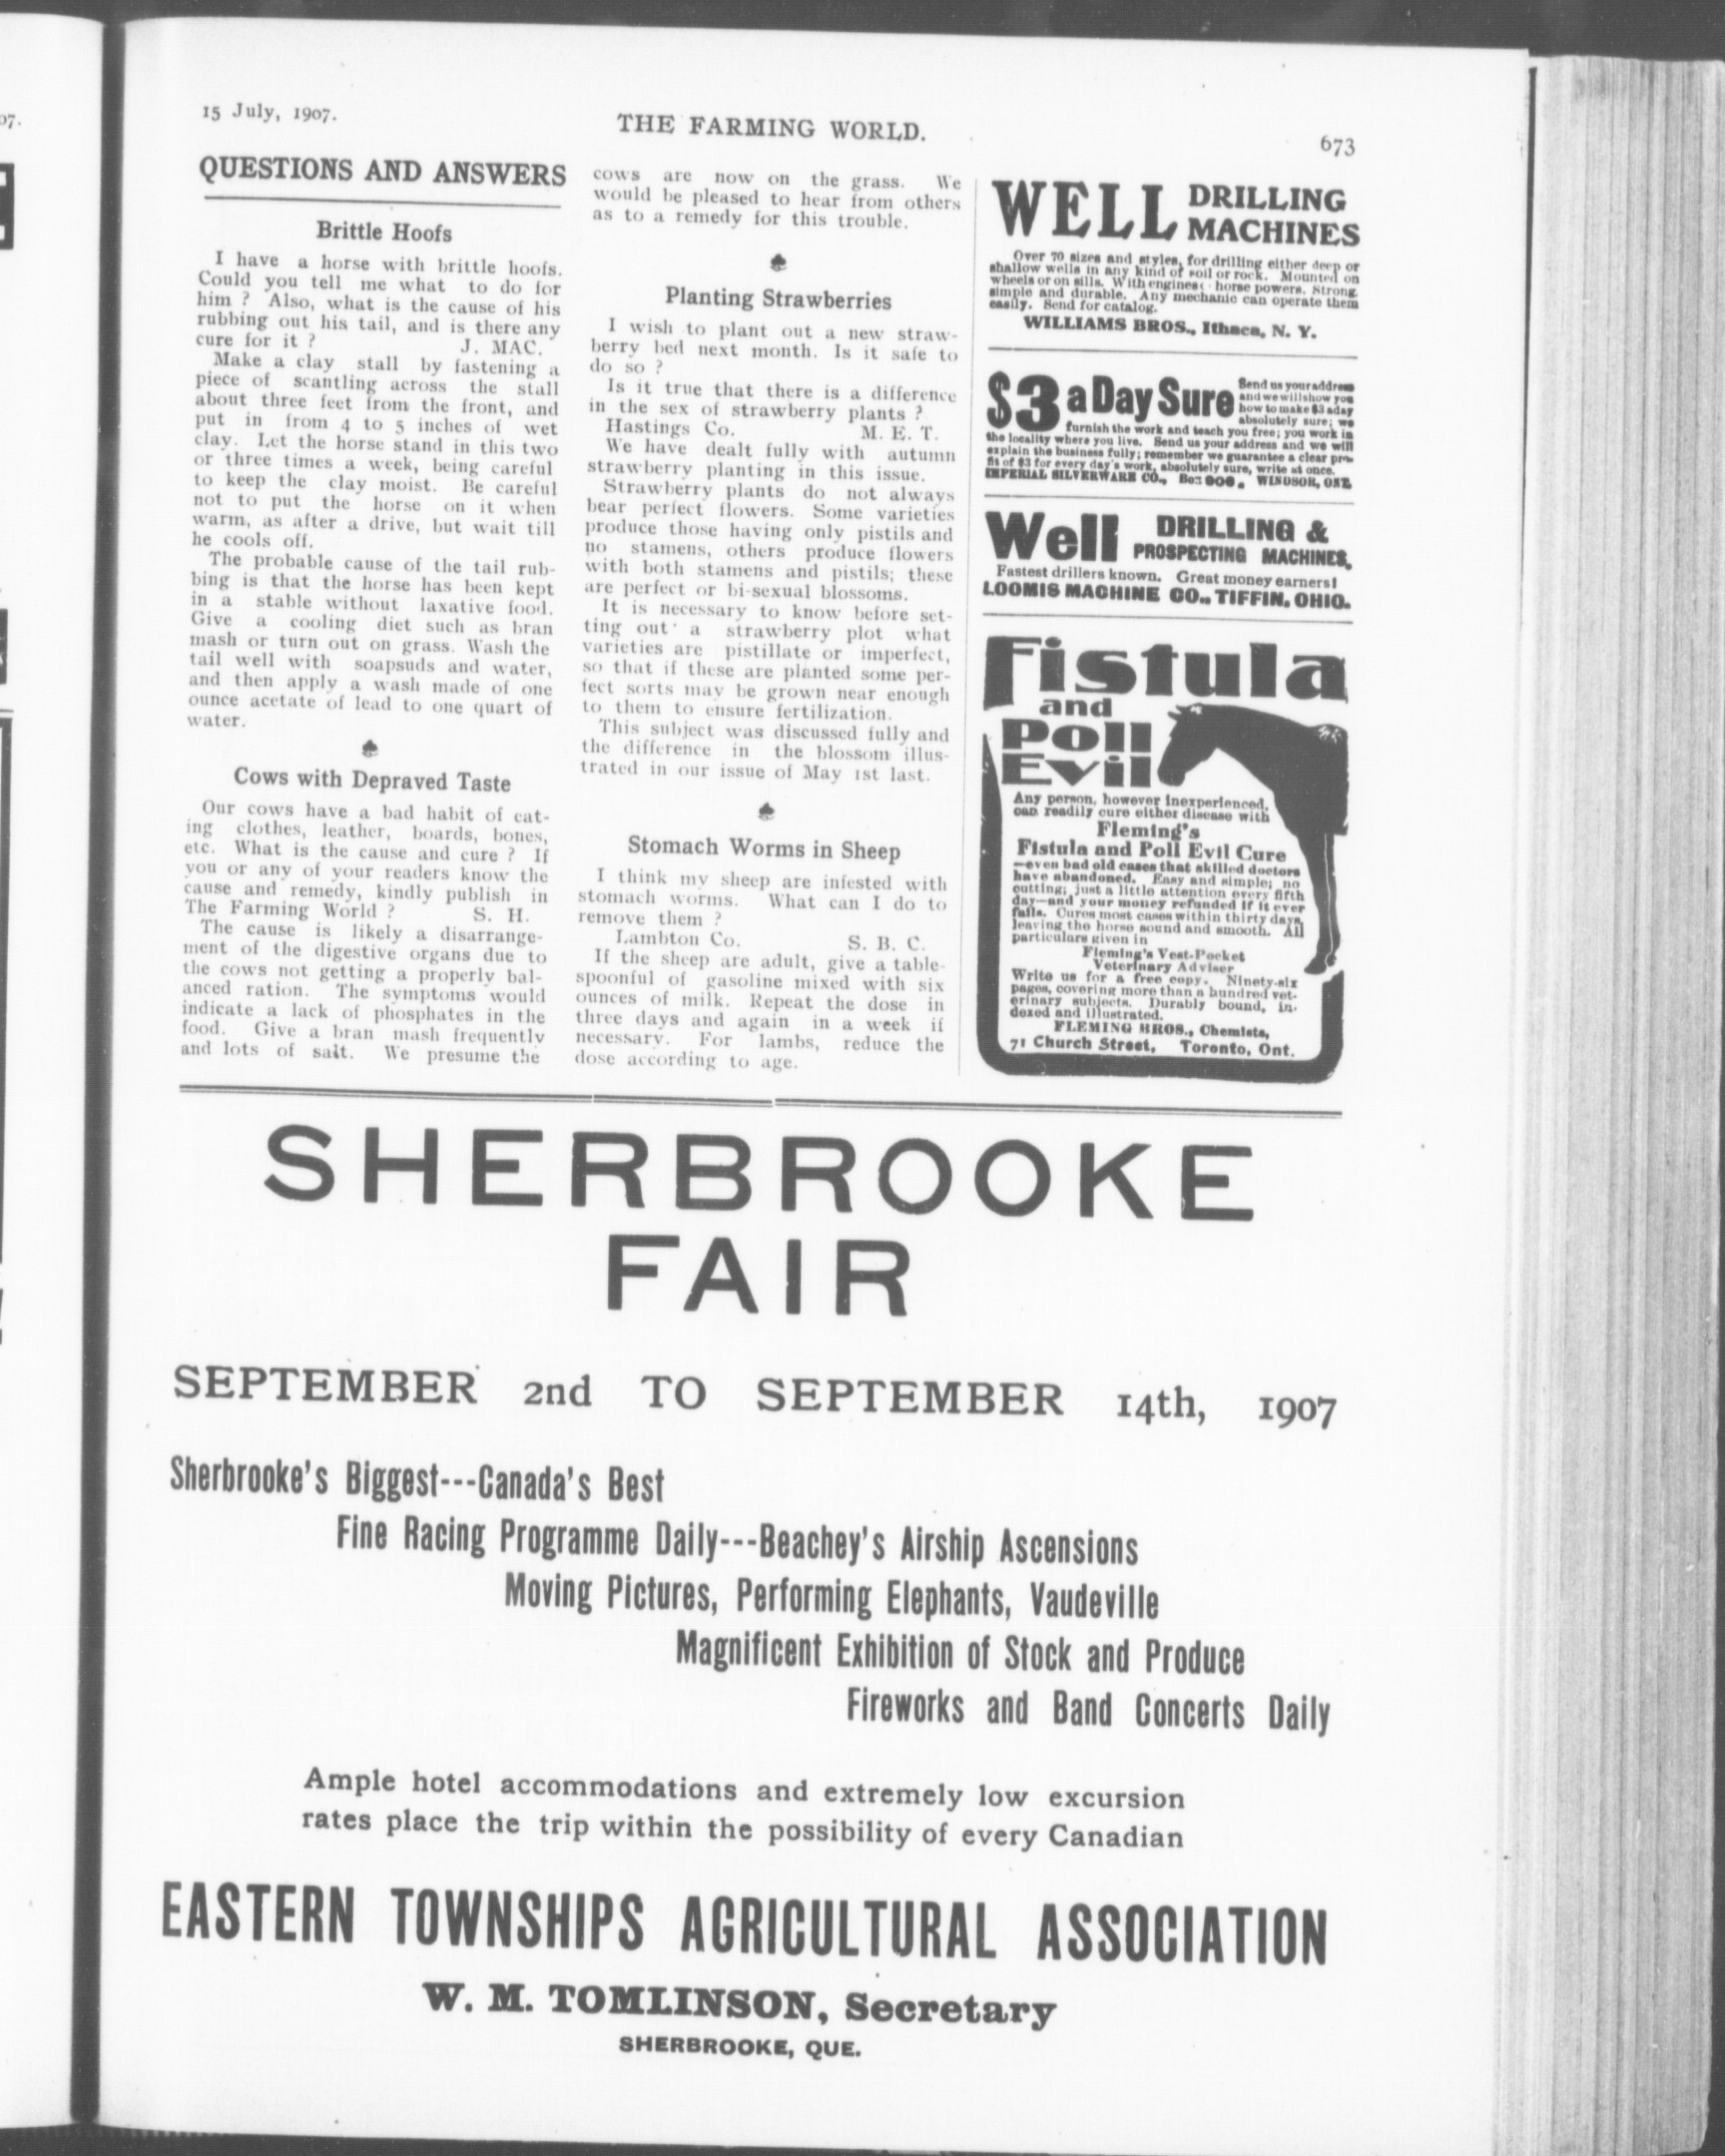 07.
15 July, 1907.
THE FARMING WORLD.
673
QUESTIONS AND ANSWERS
Brittle Hoofs
I have a horse with brittle hoofs.
Could you tell me what to do for
him ? Also, what is the cause of his
rubbing out his tail, and is there any
cure for it ? J. MAC.
Make a clay stall by fastening a
piece of scantling across the stall
about three feet from the front, and
put in from 4 to 5 inches of wet
clay. Let the horse stand in this two
or three times a week, being careful
to keep the clay moist. Be careful
not to put the horse on it when
warm, as after a drive, but wait till
he cools off.
The probable cause of the tail rub-
bing is that the horse has been kept
in a stable without laxative food.
Give a cooling diet such as bran
mash or turn out on grass. Wash the
tail well with soapsuds and water,
and then apply a wash made of one
ounce acetate of lead to one quart of
water.
Cows with Depraved Taste
Our cows have a bad habit of eat-
ing clothes, leather, boards, bones,
etc. What is the cause and cure ? If
you or any of your readers know the
cause and remedy, kindly publish in
The Farming World ? S. H.
The cause is likely a disarrange-
ment of the digestive organs due to
the cows not getting a properly bal-
anced ration. The symptoms would
indicate a lack of phosphates in the
food. Give a bran mash frequently
and lots of salt. We presume the
cows are now on the grass. We
would be pleased to hear from others
as to a remedy for this trouble.
Planting Strawberries
I wish to plant out a new straw-
berry bed next month. Is it safe to
do so ?
Is it true that there is a difference
in the sex of strawberry plants ?
Hastings Co. M. E. T.
We have dealt fully with autumn
strawberry planting in this issue.
Strawberry plants do not always
bear perfect flowers. Some varieties
produce those having only pistils and
no stamens, others produce flowers
with both stamens and pistils; these
are perfect or bi-sexual blossoms.
It is necessary to know before set-
ting out a strawberry plot what
varieties are pistillate or imperfect,
so that if these are planted some per-
fect sorts may be grown near enough
to them to ensure fertilization.
This subject was discussed fully and
the difference in the blossom illus-
trated in our issue of May 1st last.
Stomach Worms in Sheep
I think my sheep are infested with
stomach worms. What can I do to
remove them ?
Lambton Co. S. B. C.
If the sheep are adult, give a table-
spoonful of gasoline mixed with six
ounces of milk. Repeat the dose in
three days and again in a week if
necessary. For lambs, reduce the
dose according to age.
WELL DRILLING
MACHINES
Over 70 sizes and styles, for drilling either deep or
shallow wells in any kind of soil or rock. Mounted on
wheels or on sills. With engines or horse powers. Strong,
simple and durable. Any mechanic can operate them
easily. Send for catalog.
WILLIAMS BROS., Ithaca, N. Y.
$3 a Day Sure
Send us your address
and we will show you
how to make $3 a day
absolutely sure; we
furnish the work and teach you free; you work in
the locality where you live. Send us your address and we will
explain the business fully; remember we guarantee a clear pro-
fit of $3 for every day's work, absolutely sure, write at once.
IMPERIAL SILVERWARE CO., Box 906, WINDSOR, ONT.
Well DRILLING &
PROSPECTING MACHINES.
Fastest drillers known. Great money earners!
LOOMIS MACHINE CO., TIFFIN, OHIO.
Fistula
and
Poll
Evil
Any person, however inexperienced,
can readily cure either disease with
Fleming's
Fistula and Poll Evil Cure
—even bad old cases that skilled doctors
have abandoned. Easy and simple; no
cutting; just a little attention every fifth
day—and your money refunded if it ever
fails. Cures most cases within thirty days,
leaving the horse sound and smooth. All
particulars given in
Fleming's Vest-Pocket
Veterinary Adviser
Write us for a free copy. Ninety-six
pages, covering more than a hundred vet-
erinary subjects. Durably bound, in-
dexed and illustrated.
FLEMING BROS., Chemists,
71 Church Street, Toronto, Ont.
SHERBROOKE
FAIR
SEPTEMBER 2nd TO SEPTEMBER 14th, 1907
Sherbrooke's Biggest---Canada's Best
Fine Racing Programme Daily---Beachey's Airship Ascensions
Moving Pictures, Performing Elephants, Vaudeville
Magnificent Exhibition of Stock and Produce
Fireworks and Band Concerts Daily
Ample hotel accommodations and extremely low excursion
rates place the trip within the possibility of every Canadian
EASTERN TOWNSHIPS AGRICULTURAL ASSOCIATION
W. M. TOMLINSON, Secretary
SHERBROOKE, QUE.